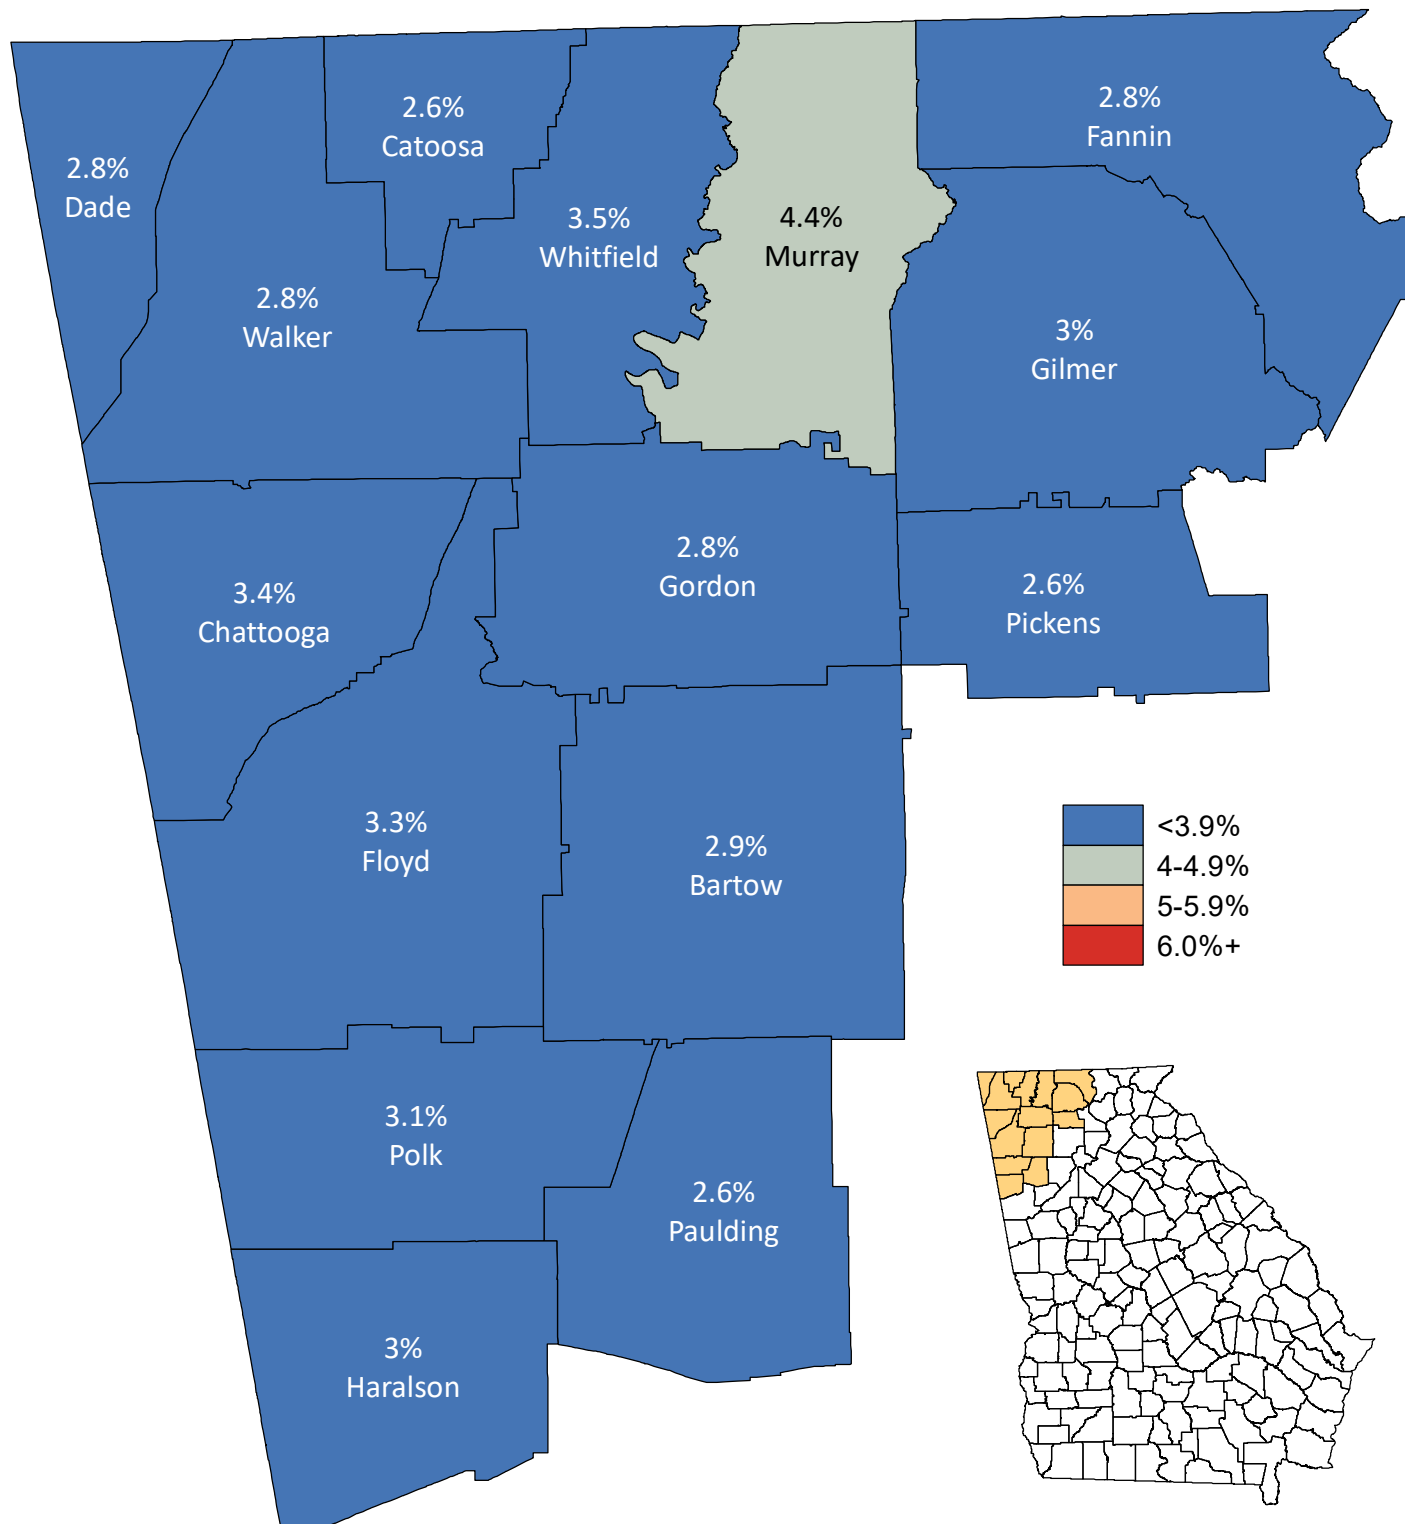 2.8%
Dade
2.6%
Catoosa
2.8%
Walker
3.5%
Whitfield
4.4%
Murray
2.8%
Fannin
3%
Gilmer
3.4%
Chattooga
2.8%
Gordon
2.6%
Pickens
3.3%
Floyd
2.9%
Bartow
3.1%
Polk
2.6%
Paulding
3%
Haralson
<3.9%
4-4.9%
5-5.9%
6.0%+